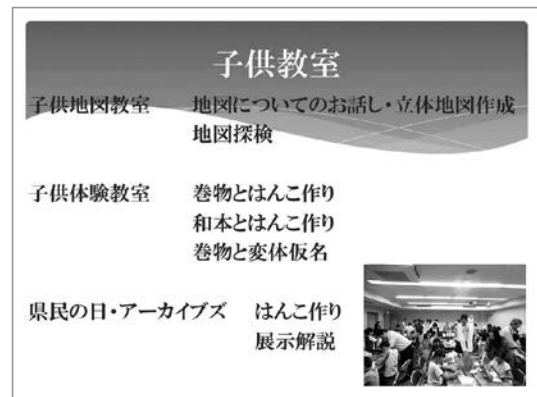 子供教室
子供地図教室　地図についてのお話し・立体地図作成
地図探検
子供体験教室　巻物とはんこ作り
和本とはんこ作り
巻物と変体仮名
県民の日・アーカイブズ　はんこ作り
展示解説